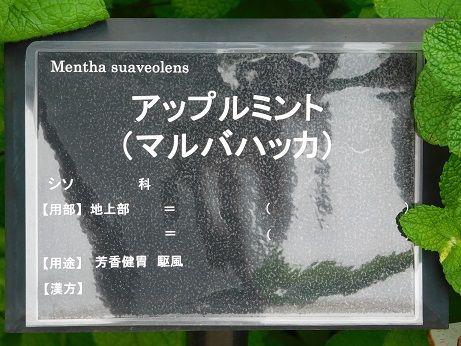 Mentha suaveolens
アップルミント
（マルバハッカ）
シソ 科
【用部】地上部 ＝ （ ）
＝ （
【用途】 芳香健胃 駆風
【漢方】